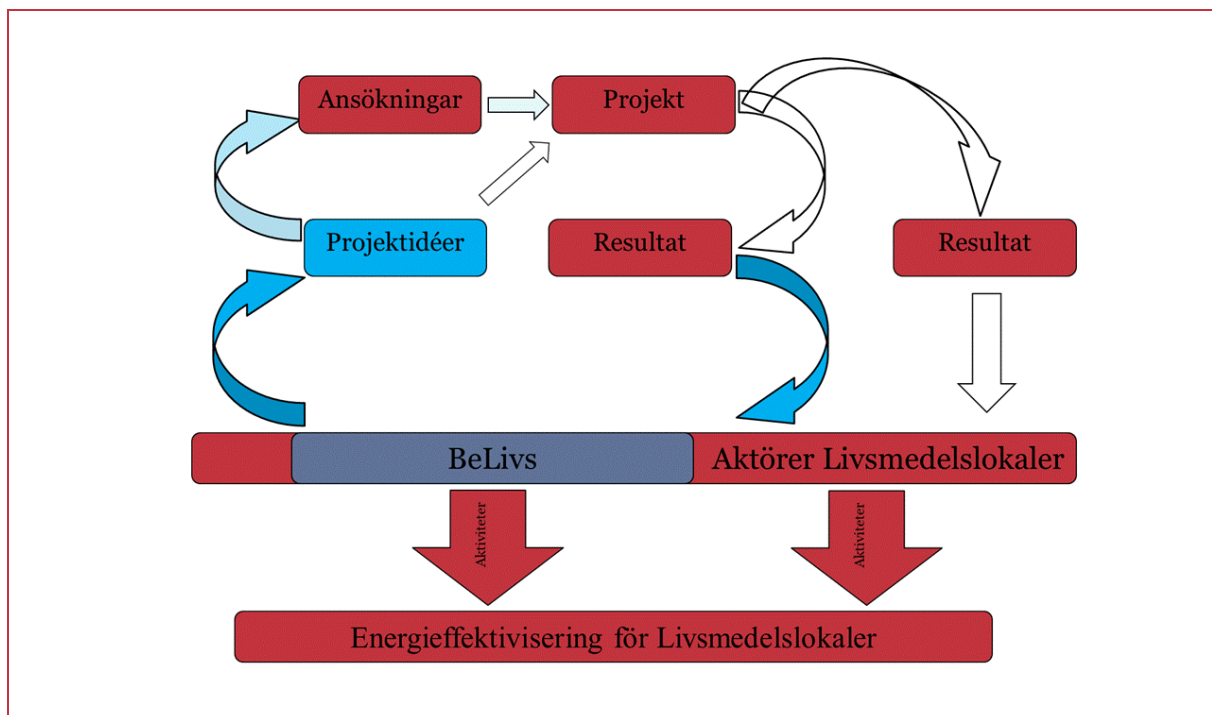 Ansökningar
Projekt
Projektidéer
Resultat
Resultat
BeLivs
Aktörer Livsmedelslokaler
Aktiviteter
Aktiviteter
Energieffektivisering för Livsmedelslokaler